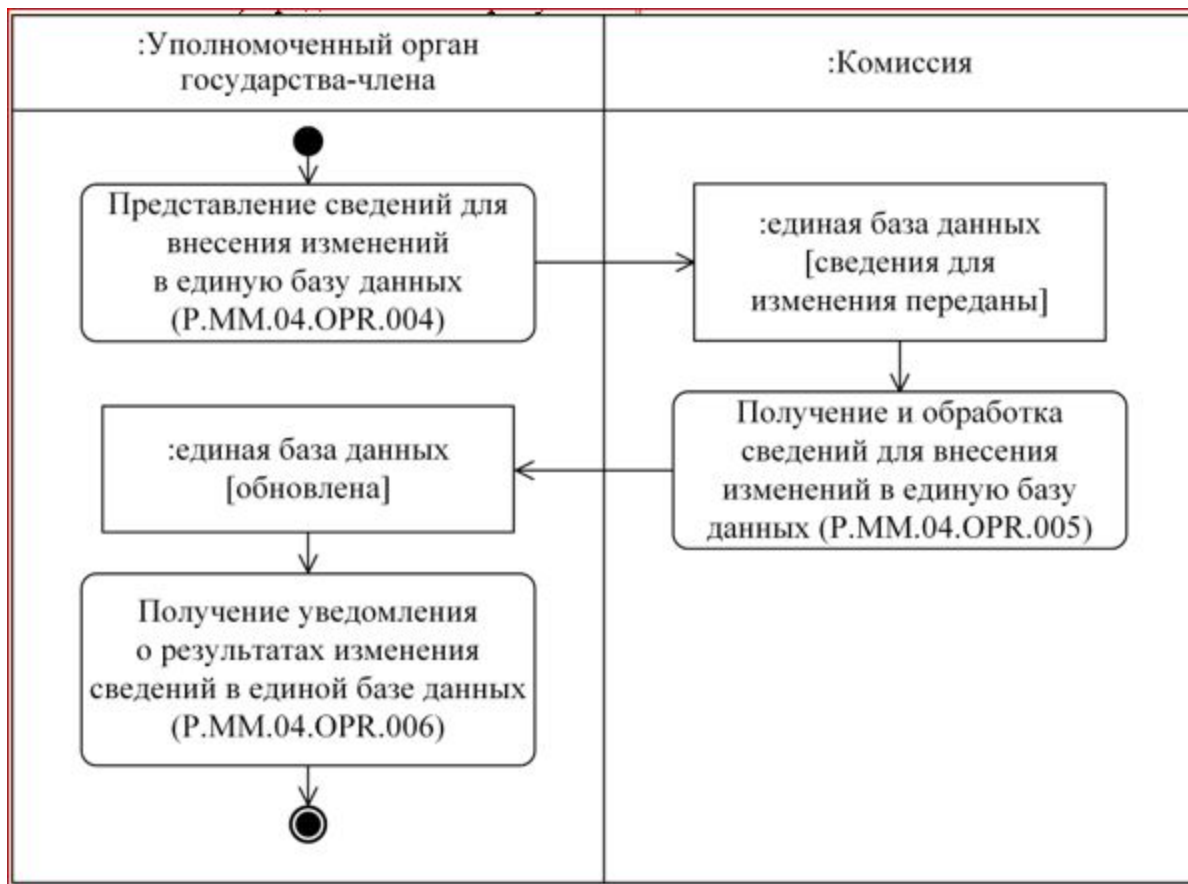 :Уполномоченный орган
государства-члена
:Комиссия
Представление сведений для
внесения изменений
в единую базу данных
(P.MM.04.OPR.004)
:единая база данных
[сведения для
изменения переданы]
Получение и обработка
сведений для внесения
изменений в единую базу
данных (P.MM.04.OPR.005)
:единая база данных
[обновлена]
Получение уведомления
о результатах изменения
сведений в единой базе данных
(P.MM.04.OPR.006)